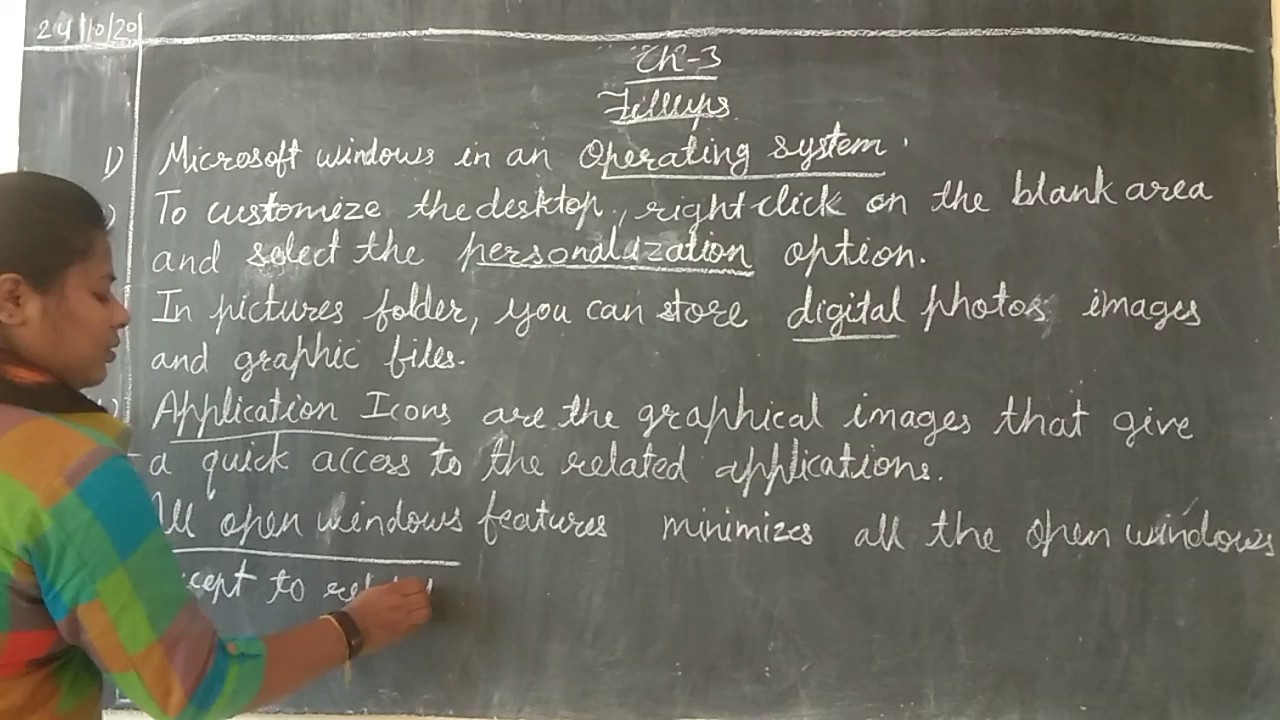 24/10/20
Ch-3
Fillups
1) Microsoft windows in an Operating system.
) To customize the desktop, right click on the blank area
and select the personalization option.
In pictures folder, you can store digital photos images
and graphic files.
) Application Icons are the graphical images that give
a quick access to the related applications.
All open windows features minimizes all the open windows
cept to